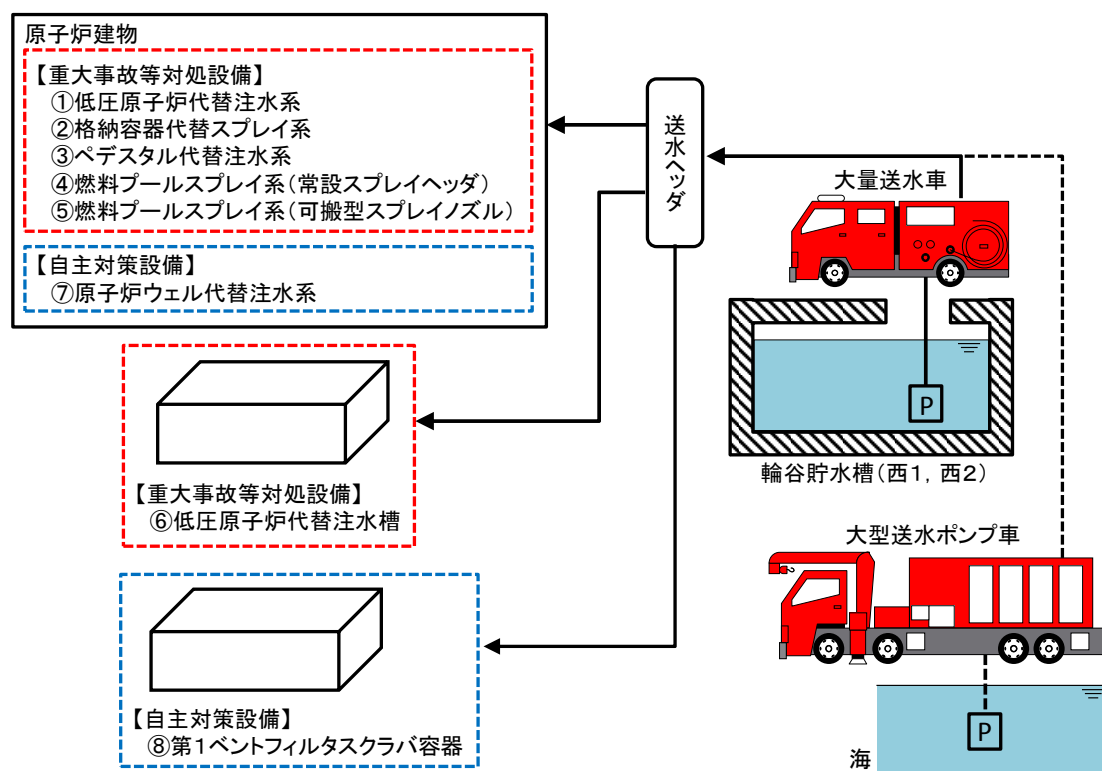 原子炉建物
【重大事故等対処設備】
①低圧原子炉代替注水系
②格納容器代替スプレイ系
③ペデスタル代替注水系
④燃料プールスプレイ系(常設スプレイヘッダ)
⑤燃料プールスプレイ系(可搬型スプレイノズル)
【自主対策設備】
⑦原子炉ウェル代替注水系
送水ヘッダ
大量送水車
P
輪谷貯水槽(西1,西2)
【重大事故等対処設備】
⑥低圧原子炉代替注水槽
大型送水ポンプ車
P
海
【自主対策設備】
⑧第1ベントフィルタスクラバ容器